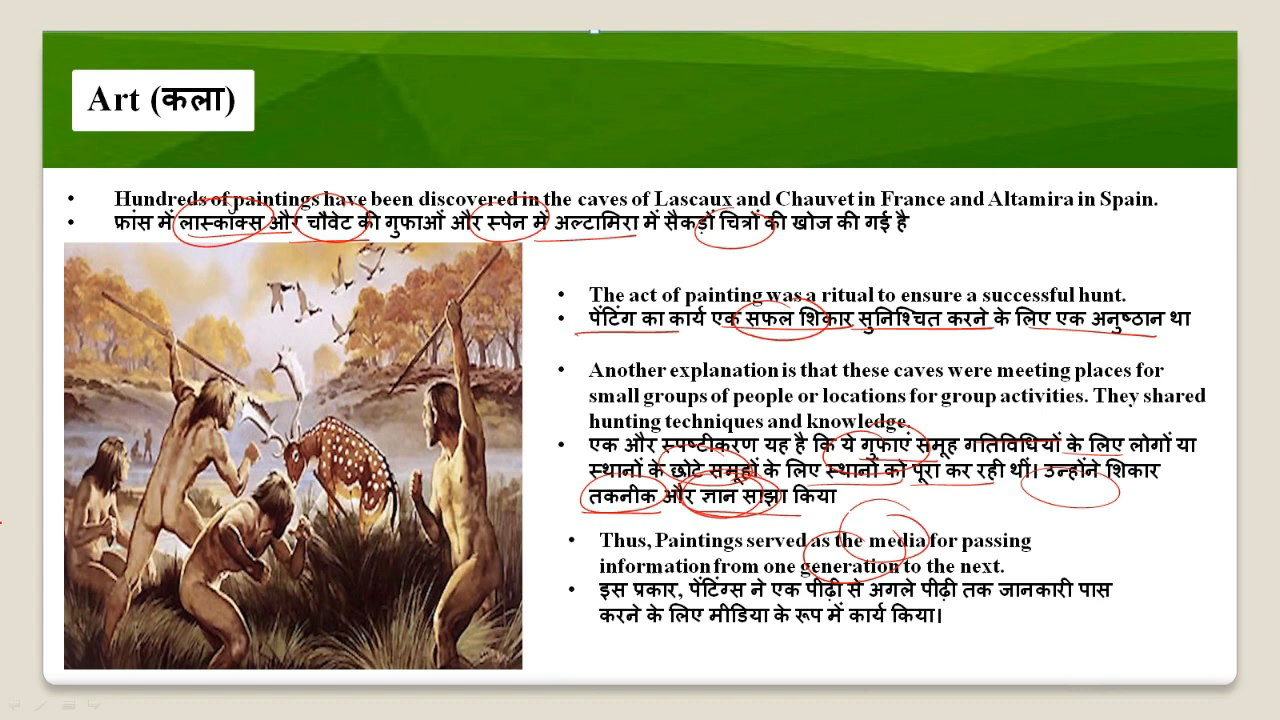 Art (कला)
• Hundreds of paintings have been discovered in the caves of Lascaux and Chauvet in France and Altamira in Spain.
• फ्रांस में लास्कॉक्स और चौवेट की गुफाओं और स्पेन में अल्टामिरा में सैकड़ों चित्रों की खोज की गई है
• The act of painting was a ritual to ensure a successful hunt.
• पेंटिंग का कार्य एक सफल शिकार सुनिश्चित करने के लिए एक अनुष्ठान था
• Another explanation is that these caves were meeting places for
small groups of people or locations for group activities. They shared
hunting techniques and knowledge.
• एक और स्पष्टीकरण यह है कि ये गुफाएं समूह गतिविधियों के लिए लोगों या
स्थानों के छोटे समूहों के लिए स्थानों को पूरा कर रही थीं। उन्होंने शिकार
तकनीक और ज्ञान साझा किया
• Thus, Paintings served as the media for passing
information from one generation to the next.
• इस प्रकार, पेंटिंग्स ने एक पीढ़ी से अगले पीढ़ी तक जानकारी पास
करने के लिए मीडिया के रूप में कार्य किया।